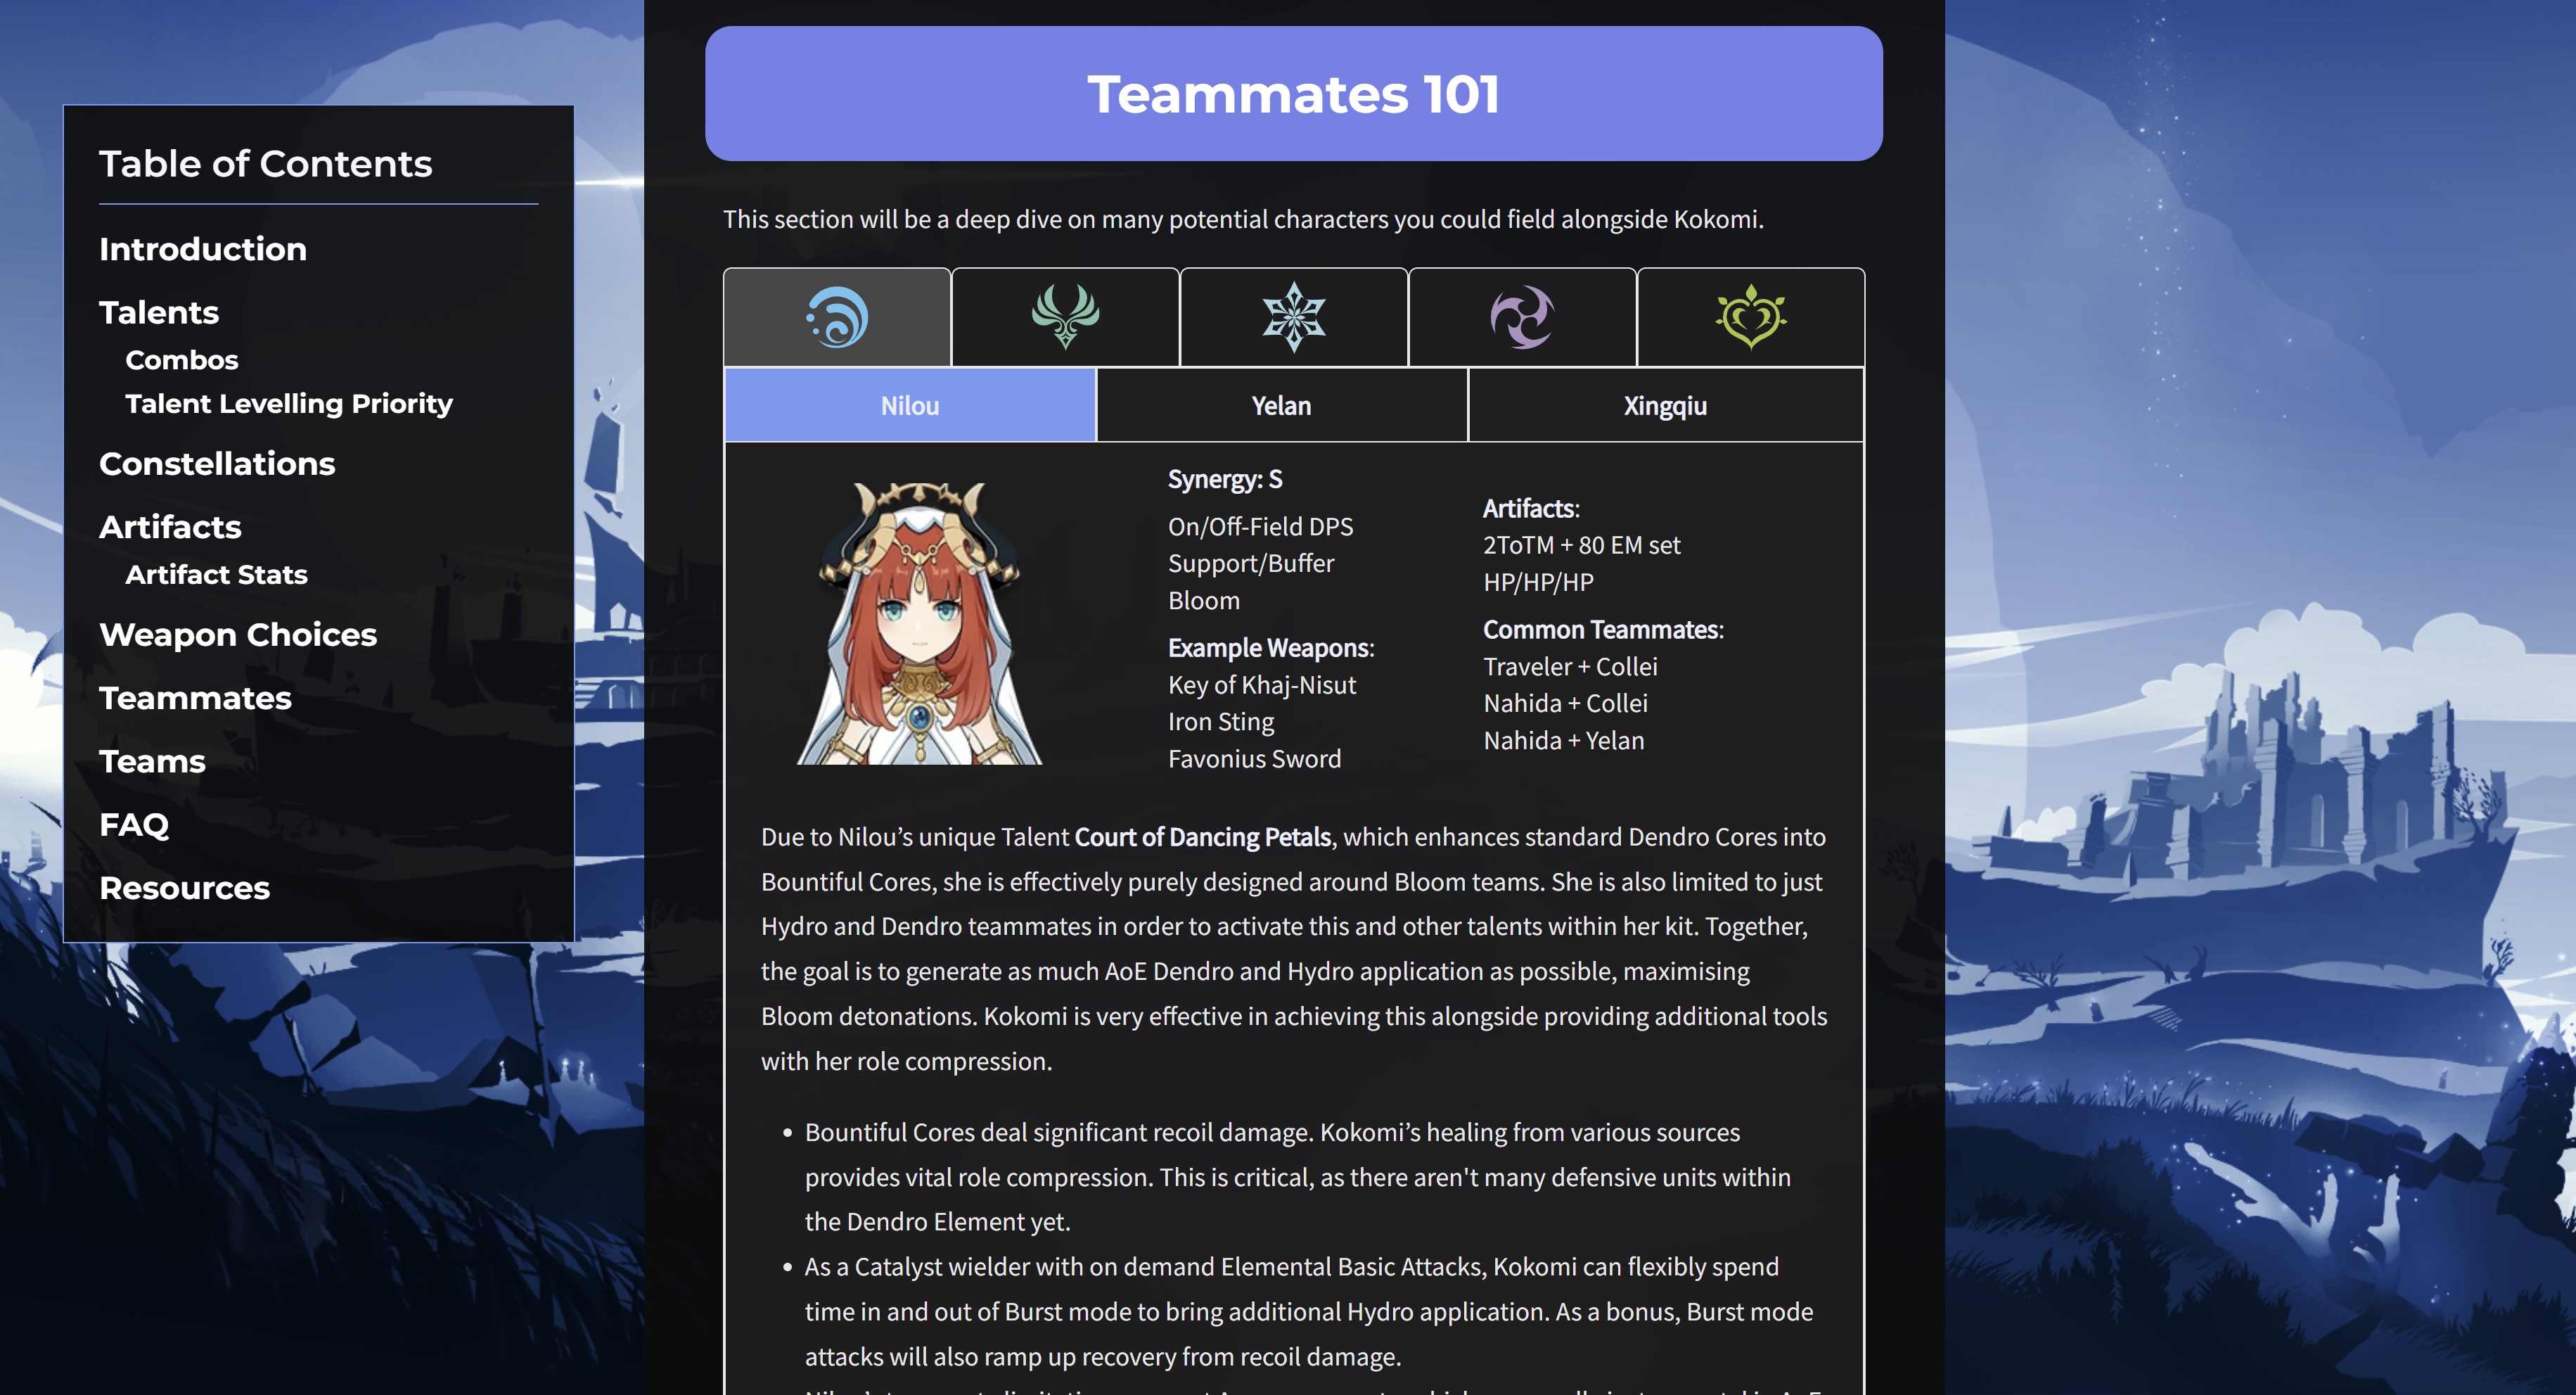 Teammates 101
Table of Contents
Introduction
Talents
Combos
Talent Levelling Priority
Constellations
Artifacts
Artifact Stats
Weapon Choices
Teammates
Teams
FAQ
Resources
This section will be a deep dive on many potential characters you could field alongside Kokomi.
Nilou
Yelan
Xingqiu
Synergy: S
On/Off-Field DPS
Support/Buffer
Bloom
Example Weapons:
Key of Khaj-Nisut
Iron Sting
Favonius Sword
Artifacts:
2ToTM + 80 EM set
HP/HP/HP
Common Teammates:
Traveler + Collei
Nahida + Collei
Nahida + Yelan
Due to Nilou’s unique Talent Court of Dancing Petals, which enhances standard Dendro Cores into
Bountiful Cores, she is effectively purely designed around Bloom teams. She is also limited to just
Hydro and Dendro teammates in order to activate this and other talents within her kit. Together,
the goal is to generate as much AoE Dendro and Hydro application as possible, maximising
Bloom detonations. Kokomi is very effective in achieving this alongside providing additional tools
with her role compression.
• Bountiful Cores deal significant recoil damage. Kokomi’s healing from various sources
provides vital role compression. This is critical, as there aren't many defensive units within
the Dendro Element yet.
• As a Catalyst wielder with on demand Elemental Basic Attacks, Kokomi can flexibly spend
time in and out of Burst mode to bring additional Hydro application. As a bonus, Burst mode
attacks will also ramp up recovery from recoil damage.